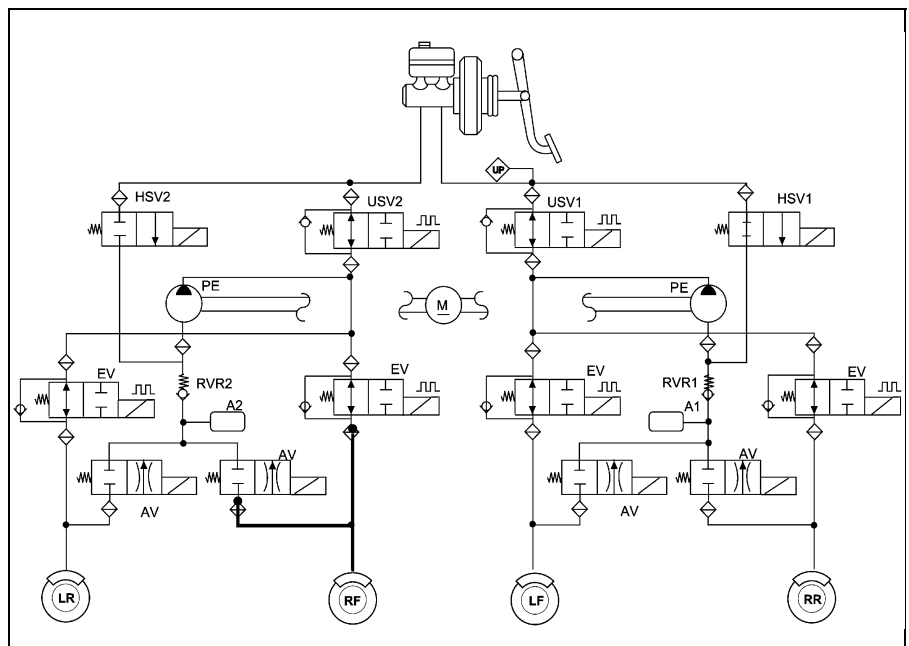 UP
HSV2
USV2
USV1
HSV1
PE
M
PE
EV
RVR2
EV
EV
RVR1
EV
A2
A1
AV
AV
AV
AV
LR
RF
LF
RR